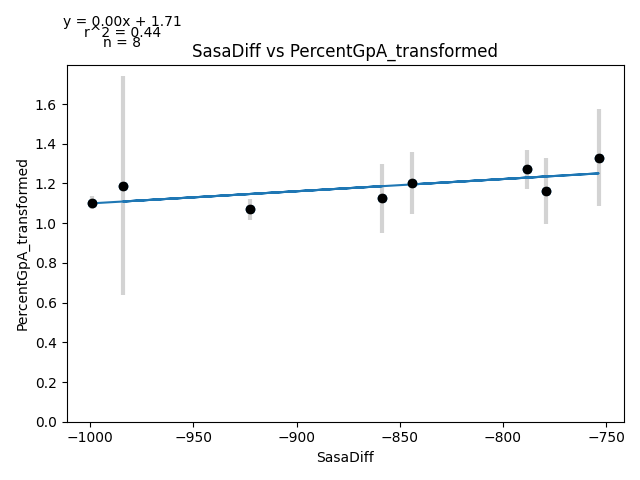 y = 0.00x + 1.71
r^2 = 0.44
n = 8
SasaDiff vs PercentGpA_transformed
PercentGpA_transformed
1.6
1.4
1.2
1.0
0.8
0.6
0.4
0.2
0.0
−1000 −950 −900 −850 −800 −750
SasaDiff